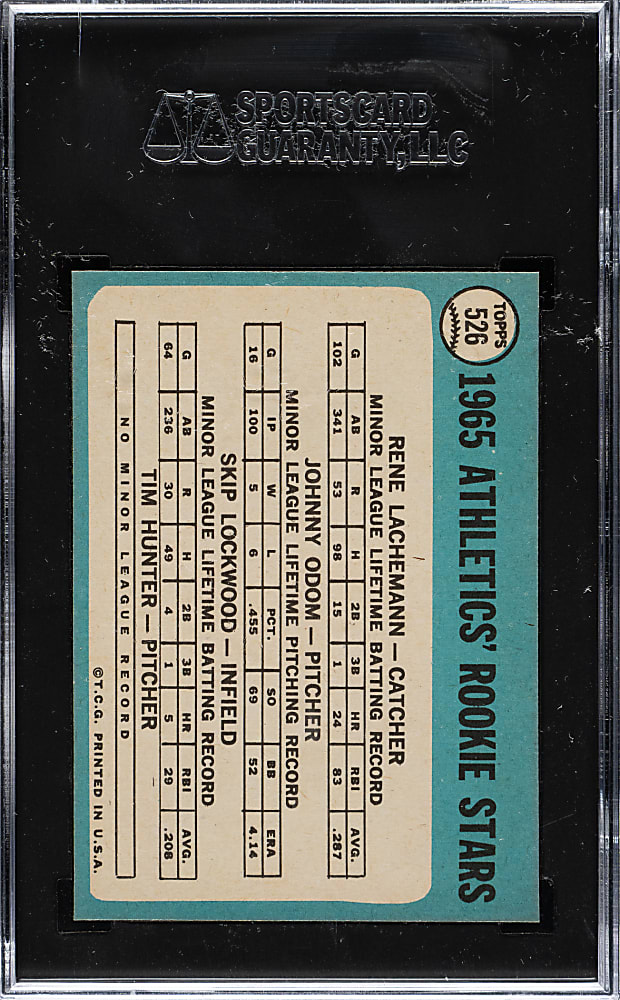 SPORTSCARD
GUARANTY, LLC
TOPPS
526
1965 ATHLETICS' ROOKIE STARS
RENE LACHEMANN — CATCHER
MINOR LEAGUE LIFETIME BATTING RECORD
G AB R H 2B 3B HR RBI AVG.
102 341 53 98 15 1 24 83 .287
JOHNNY ODOM — PITCHER
MINOR LEAGUE LIFETIME PITCHING RECORD
G IP W L PCT. SO BB ERA
16 100 5 6 .455 69 52 4.14
SKIP LOCKWOOD — INFIELD
MINOR LEAGUE LIFETIME BATTING RECORD
G AB R H 2B 3B HR RBI AVG.
64 236 30 49 4 1 5 29 .208
TIM HUNTER — PITCHER
NO MINOR LEAGUE RECORD
©T.C.G. PRINTED IN U.S.A.